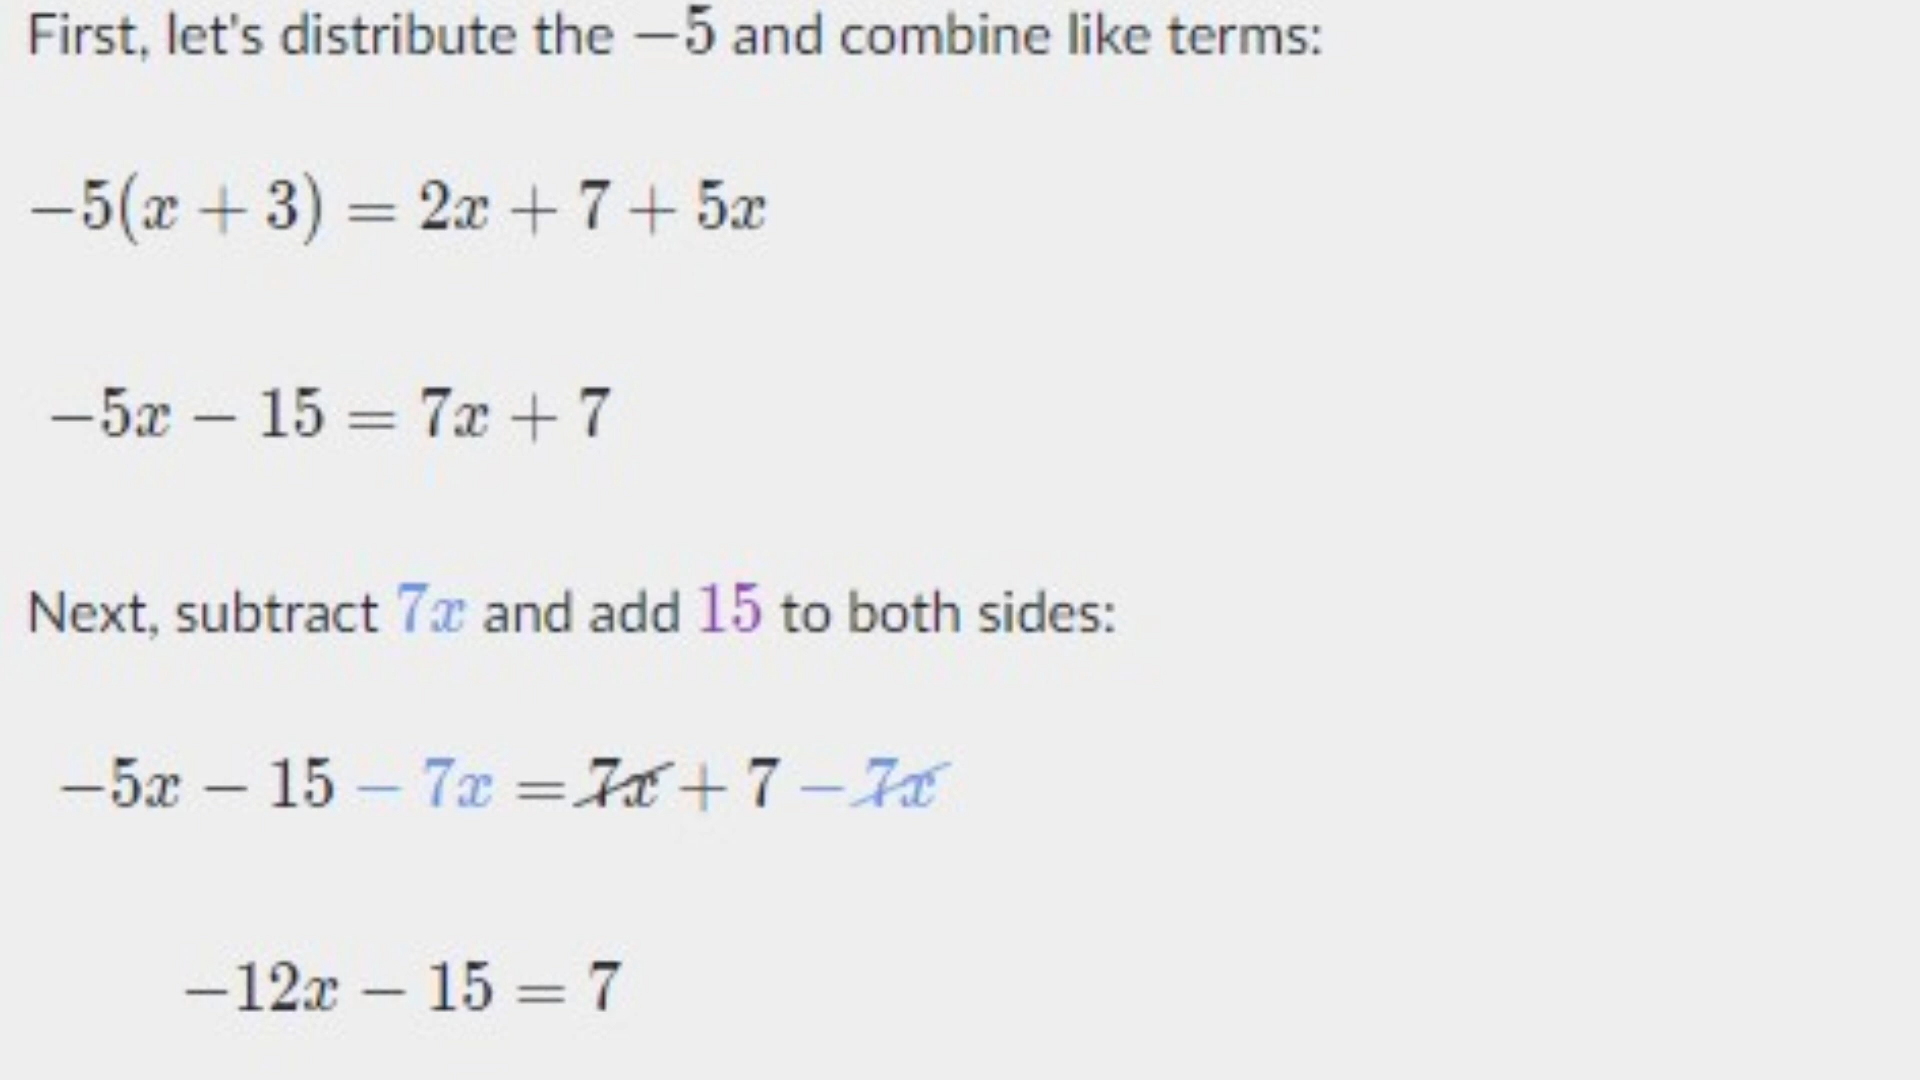 First, let's distribute the −5 and combine like terms:
−5(x + 3) = 2x + 7 + 5x
−5x − 15 = 7x + 7
Next, subtract 7x and add 15 to both sides:
−5x − 15 − 7x = 7x + 7 − 7x
−12x − 15 = 7